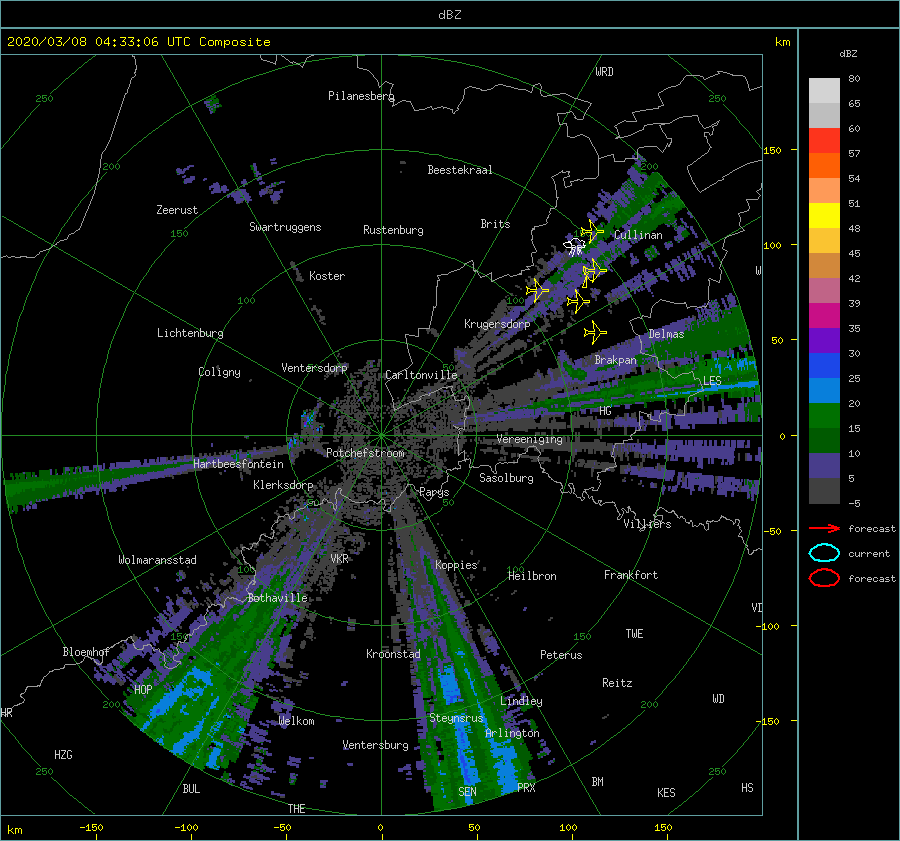 dBZ
2020/03/08 04:33:06 UTC Composite
km
dBZ
WRD
80
250
Pilanesberg
250
65
60
150
57
200
Beestekraal
200
54
Zeerust
51
Swartruggens
Rustenburg
Brits
150
Cullinan
48
100
45
W
Koster
42
100
100
39
Krugersdorp
35
Lichtenburg
Delmas
50
30
Coligny
Ventersdorp
Carltonville
Brakpan
25
LES
20
HG
15
Vereeniging
0
10
Potchefstroom
Hartbeesfontein
5
Klerksdorp
Parys
Sasolburg
-5
50
50
Villiers
forecast
-50
current
Wolmaransstad
VKR
Koppies
100
100
Heilbron
Frankfort
forecast
Bothaville
VD
-100
150
150
TWE
Bloemhof
Kroonstad
Peterus
HOP
Reitz
WD
200
Lindley
200
HR
Welkom
Steynsrus
-150
Arlington
HZG
Ventersburg
250
250
BUL
SEN
PRX
BM
KES
HS
THE
km
-150
-100
-50
0
50
100
150